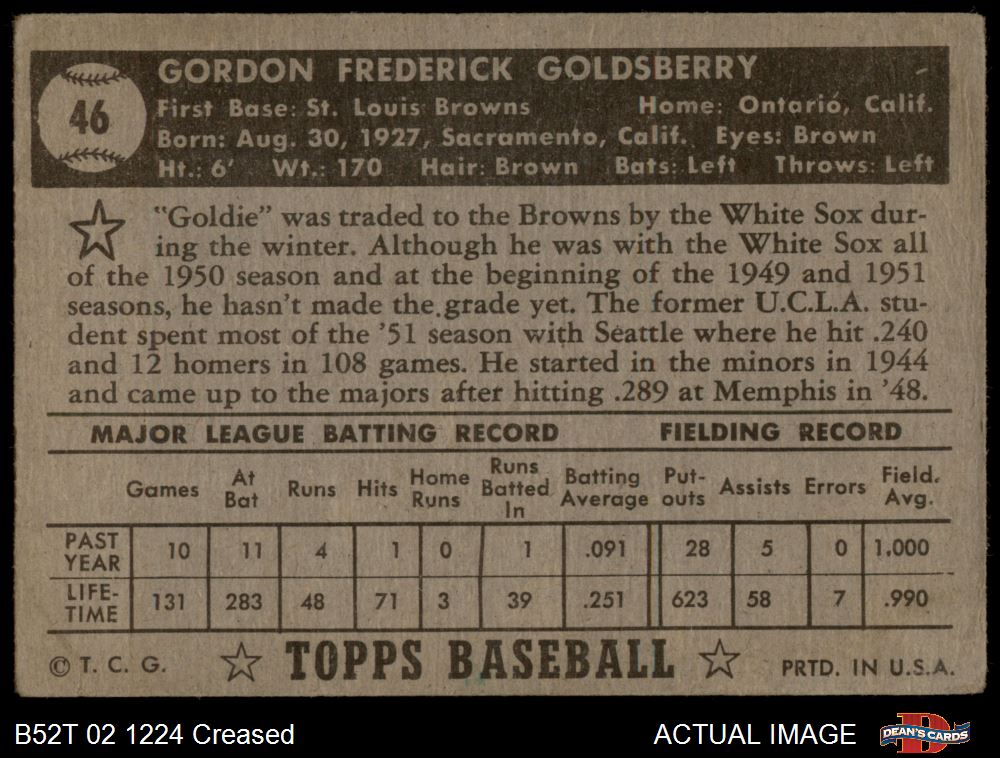 46
GORDON FREDERICK GOLDSBERRY
First Base: St. Louis Browns Home: Ontario, Calif.
Born: Aug. 30, 1927, Sacramento, Calif. Eyes: Brown
Ht.: 6' Wt.: 170 Hair: Brown Bats: Left Throws: Left
"Goldie" was traded to the Browns by the White Sox dur-
ing the winter. Although he was with the White Sox all
of the 1950 season and at the beginning of the 1949 and 1951
seasons, he hasn't made the grade yet. The former U.C.L.A. stu-
dent spent most of the '51 season with Seattle where he hit .240
and 12 homers in 108 games. He started in the minors in 1944
and came up to the majors after hitting .289 at Memphis in '48.
MAJOR LEAGUE BATTING RECORD FIELDING RECORD
Games At Bat Runs Hits Home Runs Runs Batted In Batting Average Put-outs Assists Errors Field. Avg.
PAST YEAR 10 11 4 1 0 1 .091 28 5 0 1.000
LIFE-TIME 131 283 48 71 3 39 .251 623 58 7 .990
© T. C. G. TOPPS BASEBALL PRTD. IN U.S.A.
B52T 02 1224 Creased ACTUAL IMAGE DEAN'S CARDS